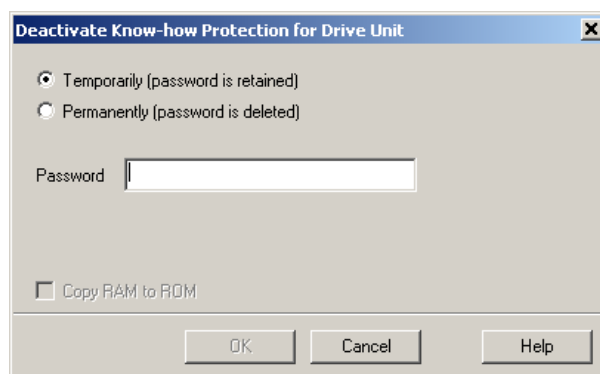 Deactivate Know-how Protection for Drive Unit
Temporarily (password is retained)
Permanently (password is deleted)
Password
Copy RAM to ROM
OK Cancel Help